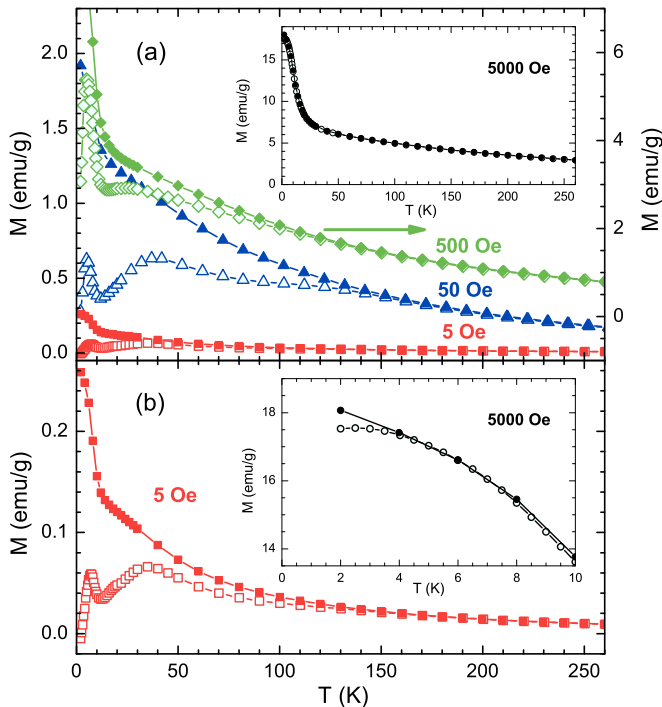 (a)
5000 Oe
M (emu/g)
T (K)
0 50 100 150 200 250
0 5 10 15
500 Oe
50 Oe
5 Oe
M (emu/g)
0.0 0.5 1.0 1.5 2.0
M (emu/g)
0 2 4 6
(b)
5 Oe
5000 Oe
M (emu/g)
T (K)
0 2 4 6 8 10
14 16 18
M (emu/g)
0.0 0.1 0.2
0 50 100 150 200 250
T (K)